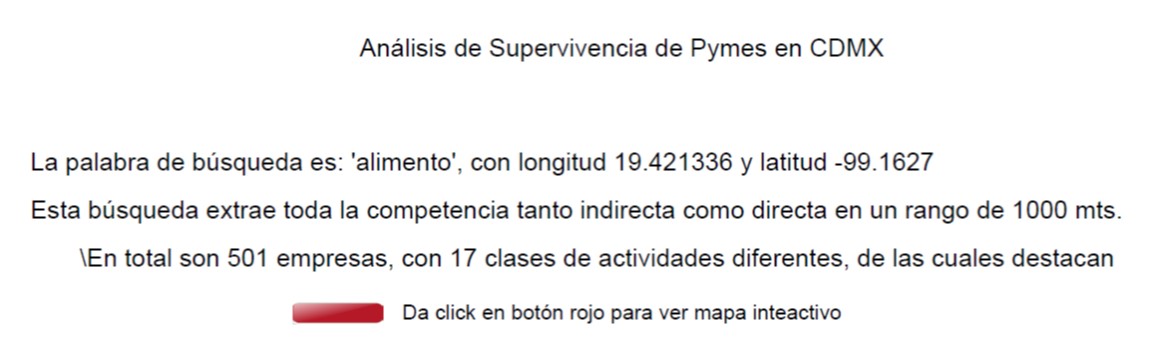 Análisis de Supervivencia de Pymes en CDMX
La palabra de búsqueda es: 'alimento', con longitud 19.421336 y latitud -99.1627
Esta búsqueda extrae toda la competencia tanto indirecta como directa en un rango de 1000 mts.
\En total son 501 empresas, con 17 clases de actividades diferentes, de las cuales destacan
Da click en botón rojo para ver mapa inteactivo